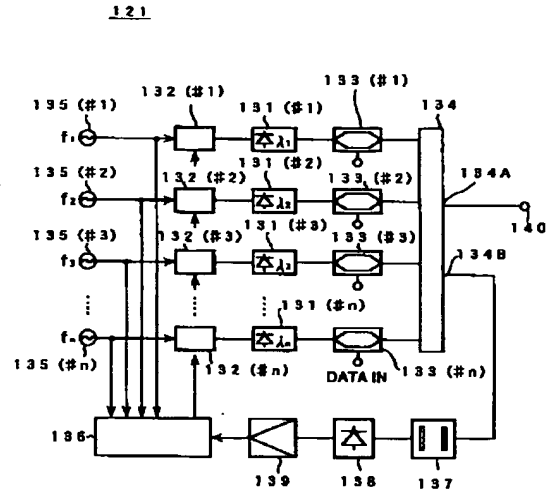 121
132 (#1)
133 (#1)
135 (#1)
131 (#1)
134
f₁
λ₁
135 (#2)
131 (#2)
134A
132 (#2)
133 (#2)
f₂
λ₂
140
135 (#3)
131 (#3)
132 (#3)
133 (#3)
134B
f₃
λ₃
131 (#n)
fₙ
λₙ
135 (#n)
132 (#n)
133 (#n)
DATA IN
136
139
138
137